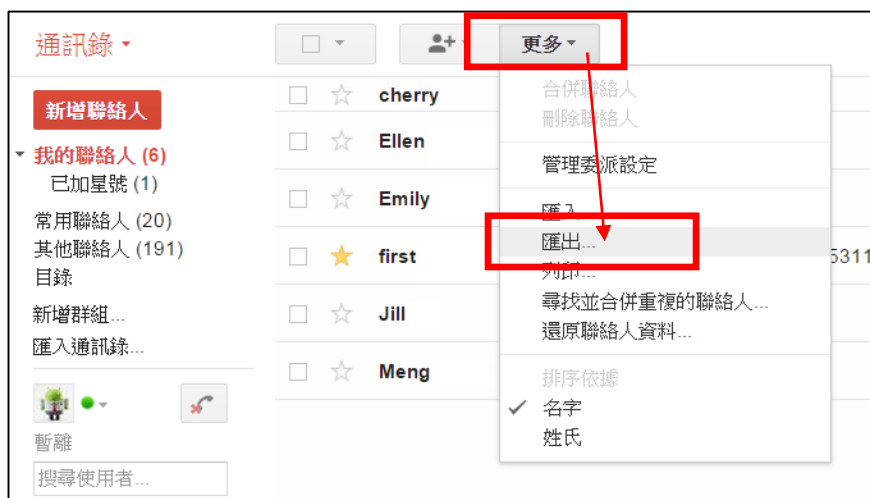 通訊錄
更多
新增聯絡人
我的聯絡人 (6)
已加星號 (1)
常用聯絡人 (20)
其他聯絡人 (191)
目錄
新增群組...
匯入通訊錄...
暫離
搜尋使用者...
cherry
Ellen
Emily
first
5311
Jill
Meng
合併聯絡人
刪除聯絡人
管理委派設定
匯入...
匯出...
列印...
尋找並合併重複的聯絡人...
還原聯絡人資料...
排序依據
名字
姓氏